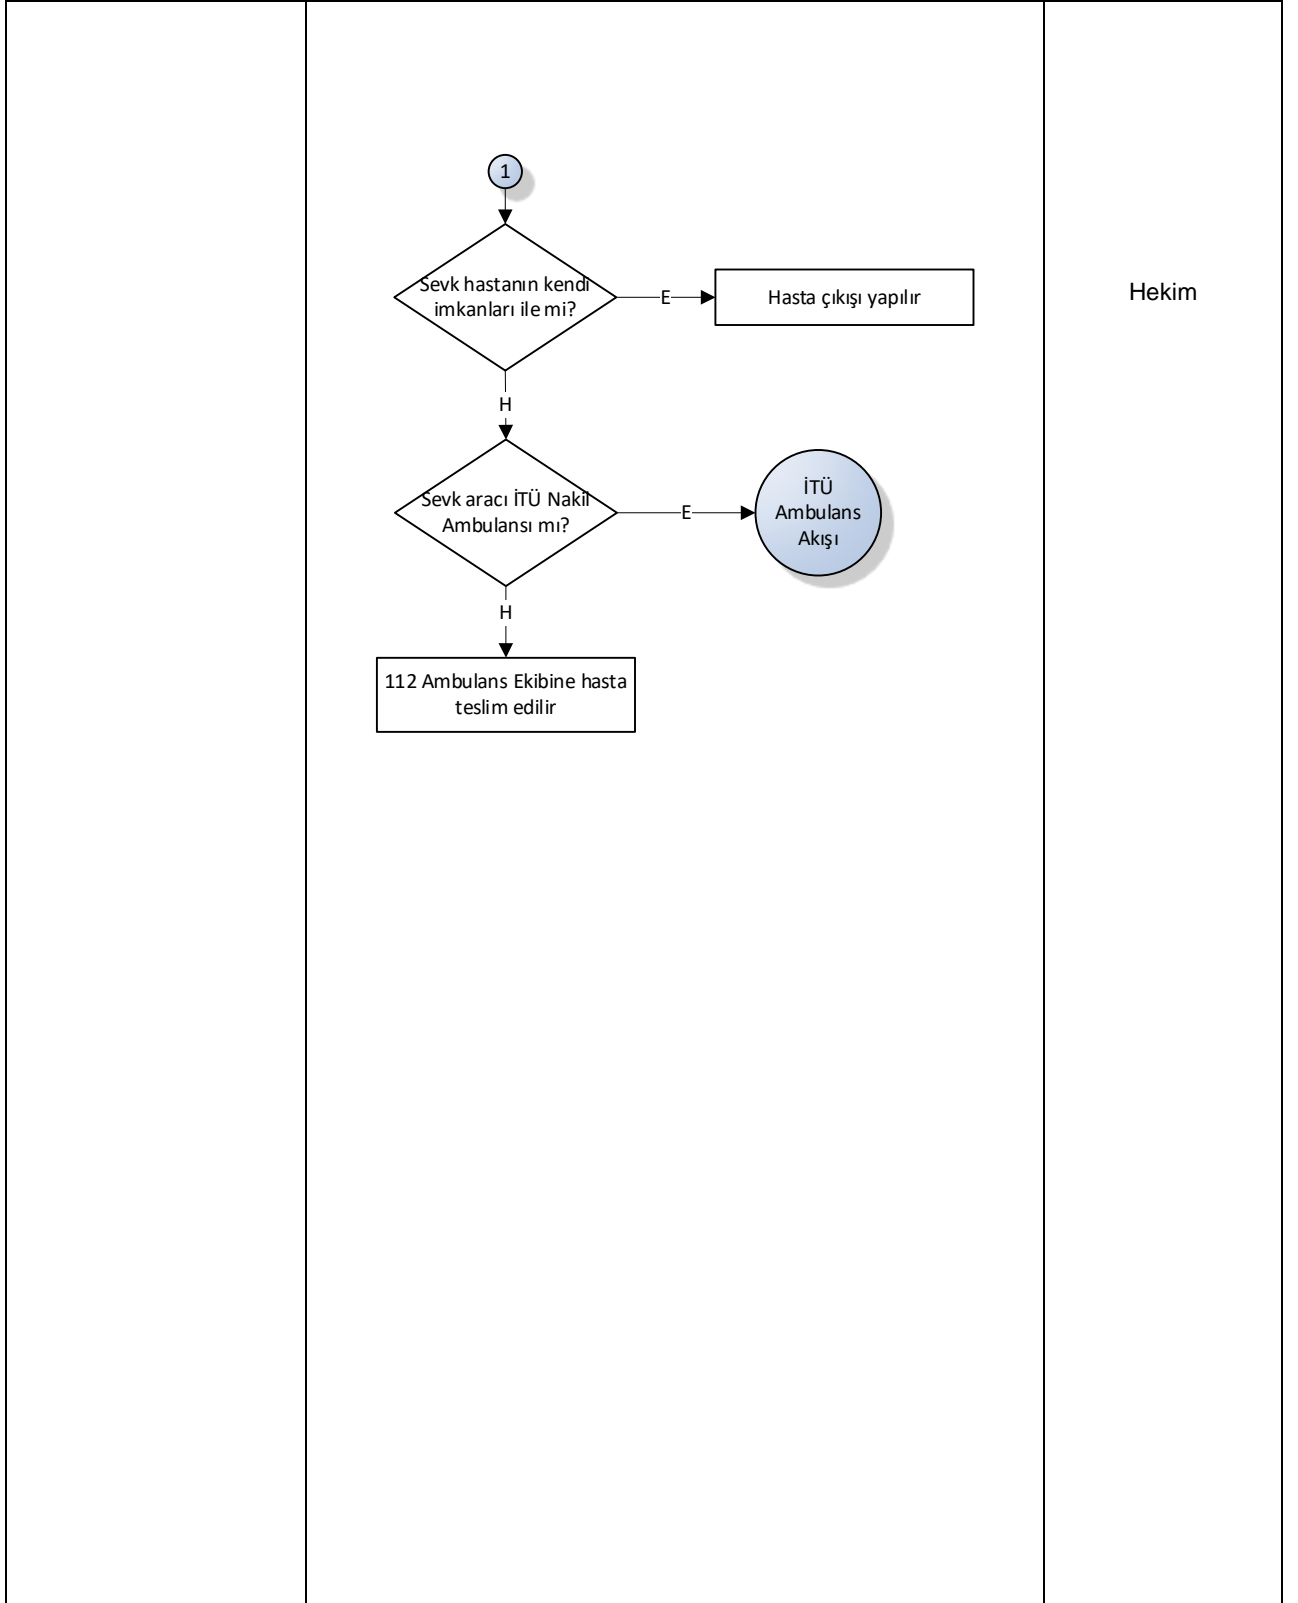 1
Sevk hastanın kendi
imkanları ile mi?
E
Hasta çıkışı yapılır
Hekim
H
Sevk aracı İTÜ Nakil
Ambulansı mı?
E
İTÜ
Ambulans
Akışı
H
112 Ambulans Ekibine hasta
teslim edilir